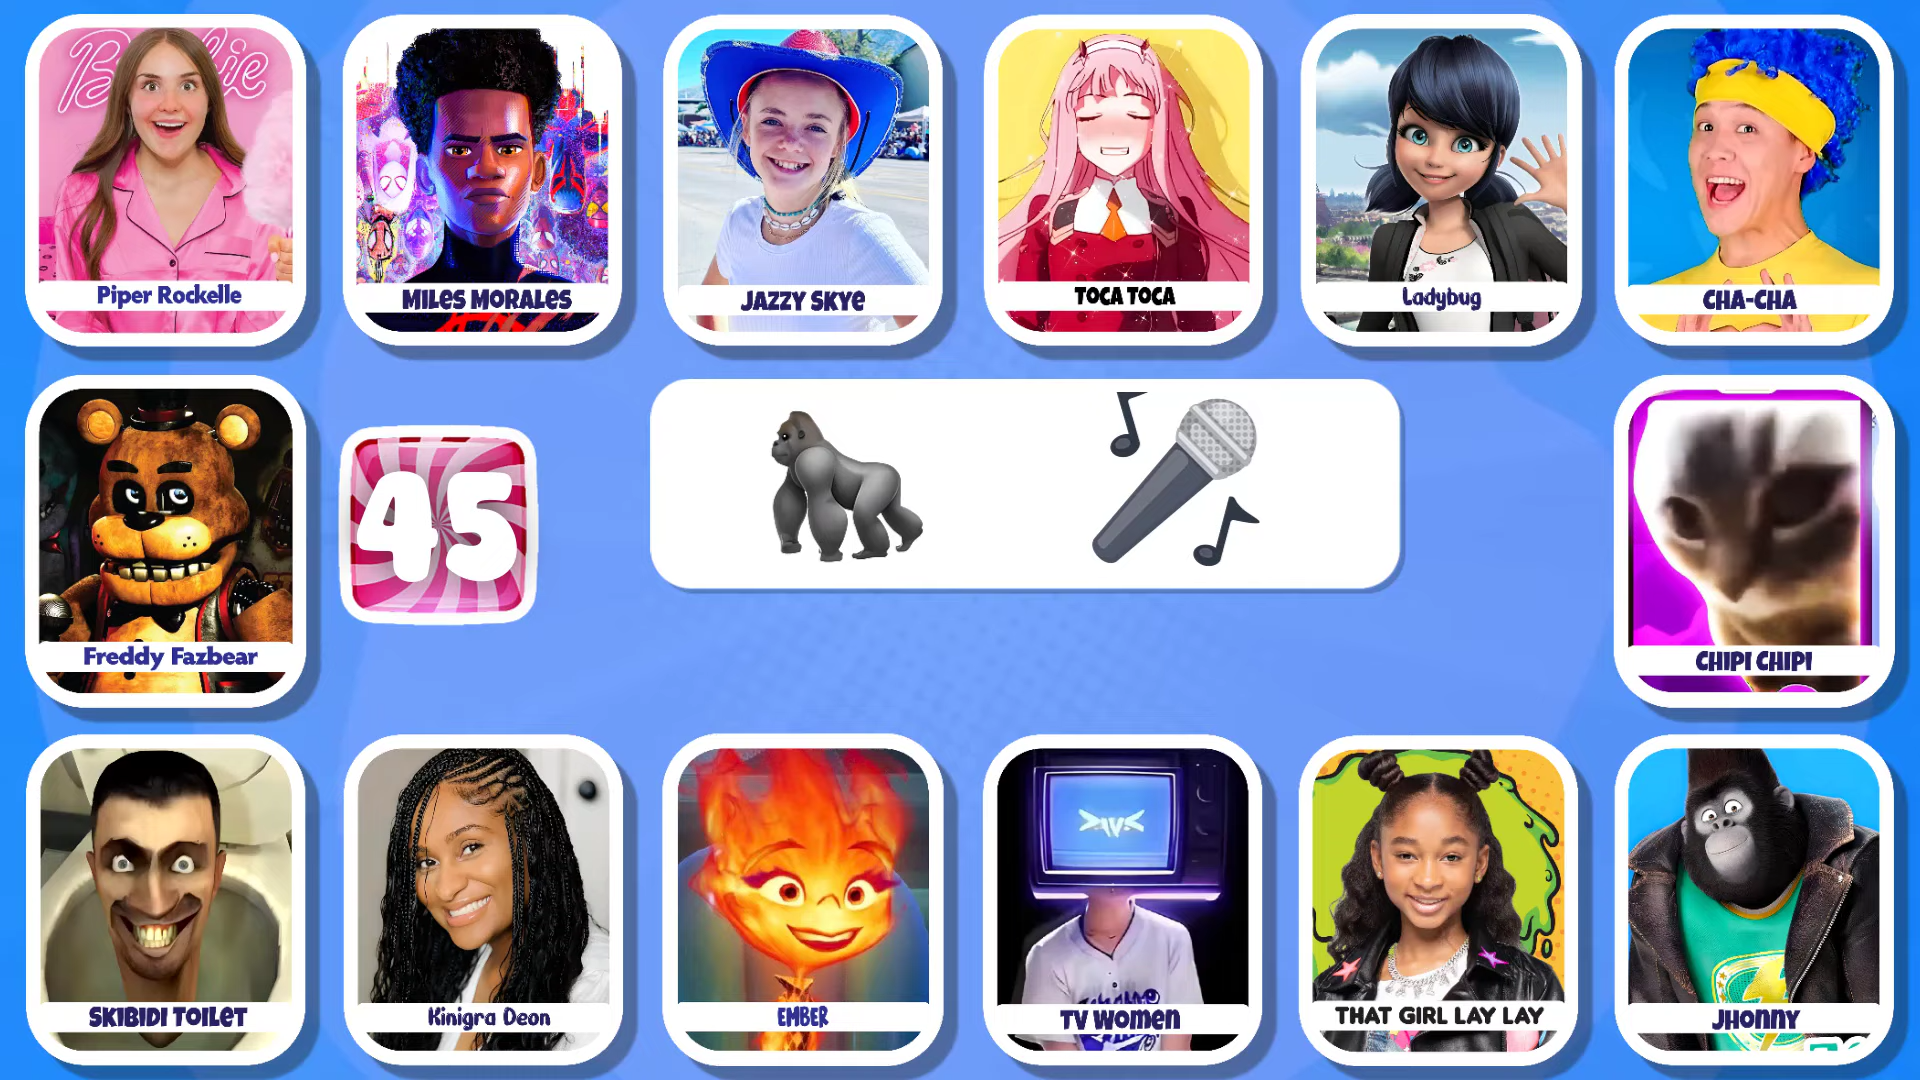 Barbie
Piper Rockelle
MILES MORALES
JAZZY SKYE
TOCA TOCA
Ladybug
CHA-CHA
Freddy Fazbear
45
CHIPI CHIPI
SKIBIDI TOILET
Kinigra Deon
EMBER
TV WOMEN
THAT GIRL LAY LAY
JHONNY